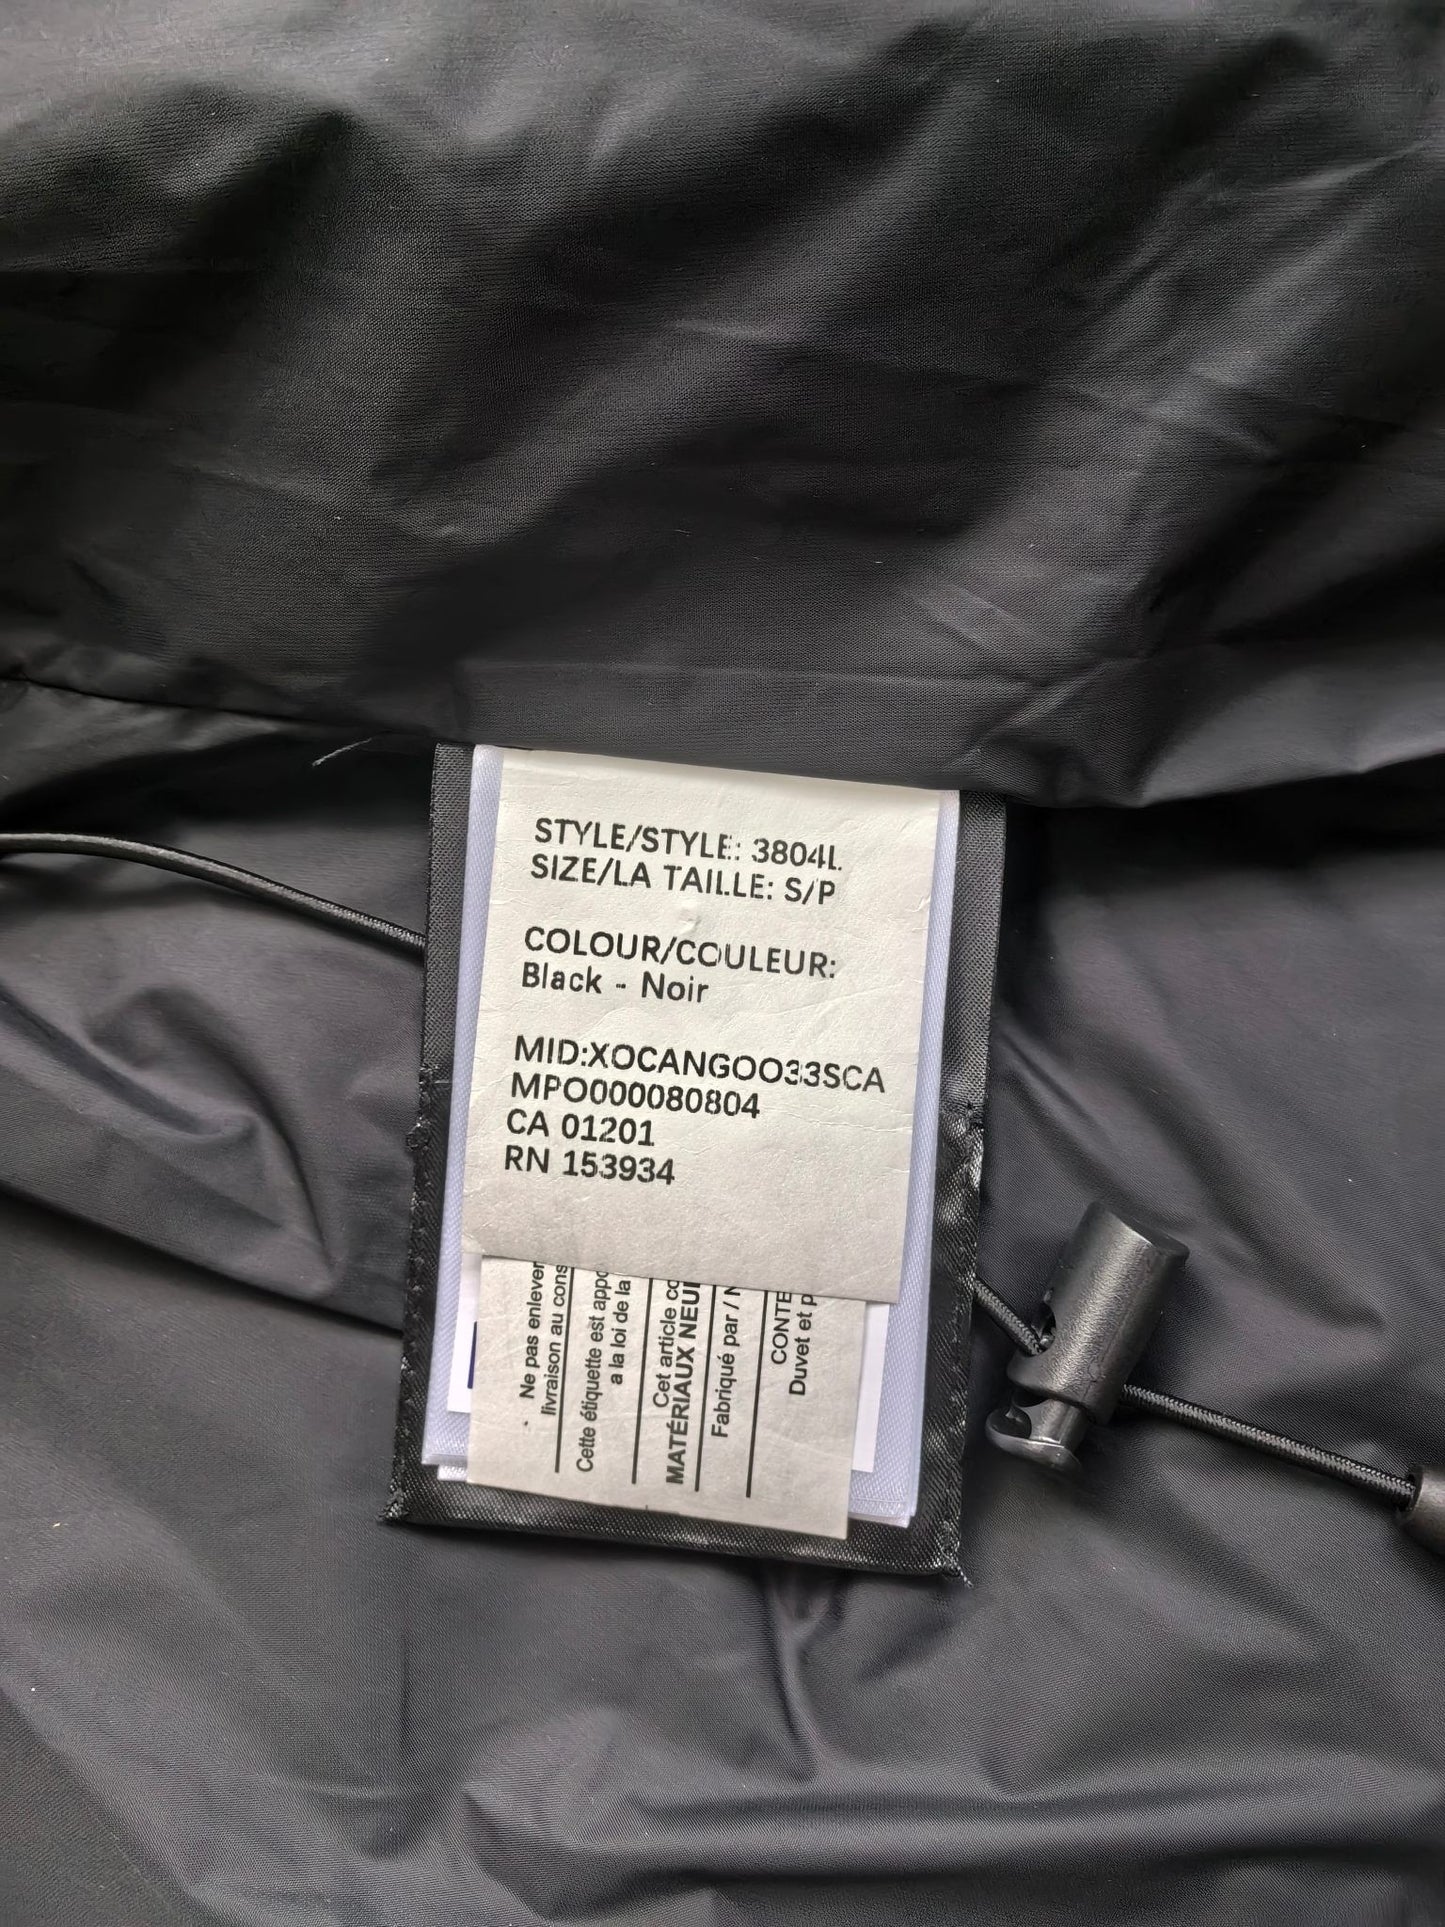 STYLE/STYLE: 3804L
SIZE/LA TAILLE: S/P
COLOUR/COULEUR:
Black - Noir
MID:XOCANGOO33SCA
MPO000080804
CA 01201
RN 153934
Ne pas enlever
livraison au cons
Cette étiquette est appo
a la loi de la
Cet article co
MATÉRIAUX NEU
Fabriqué par / 
CONTE
Duvet et p